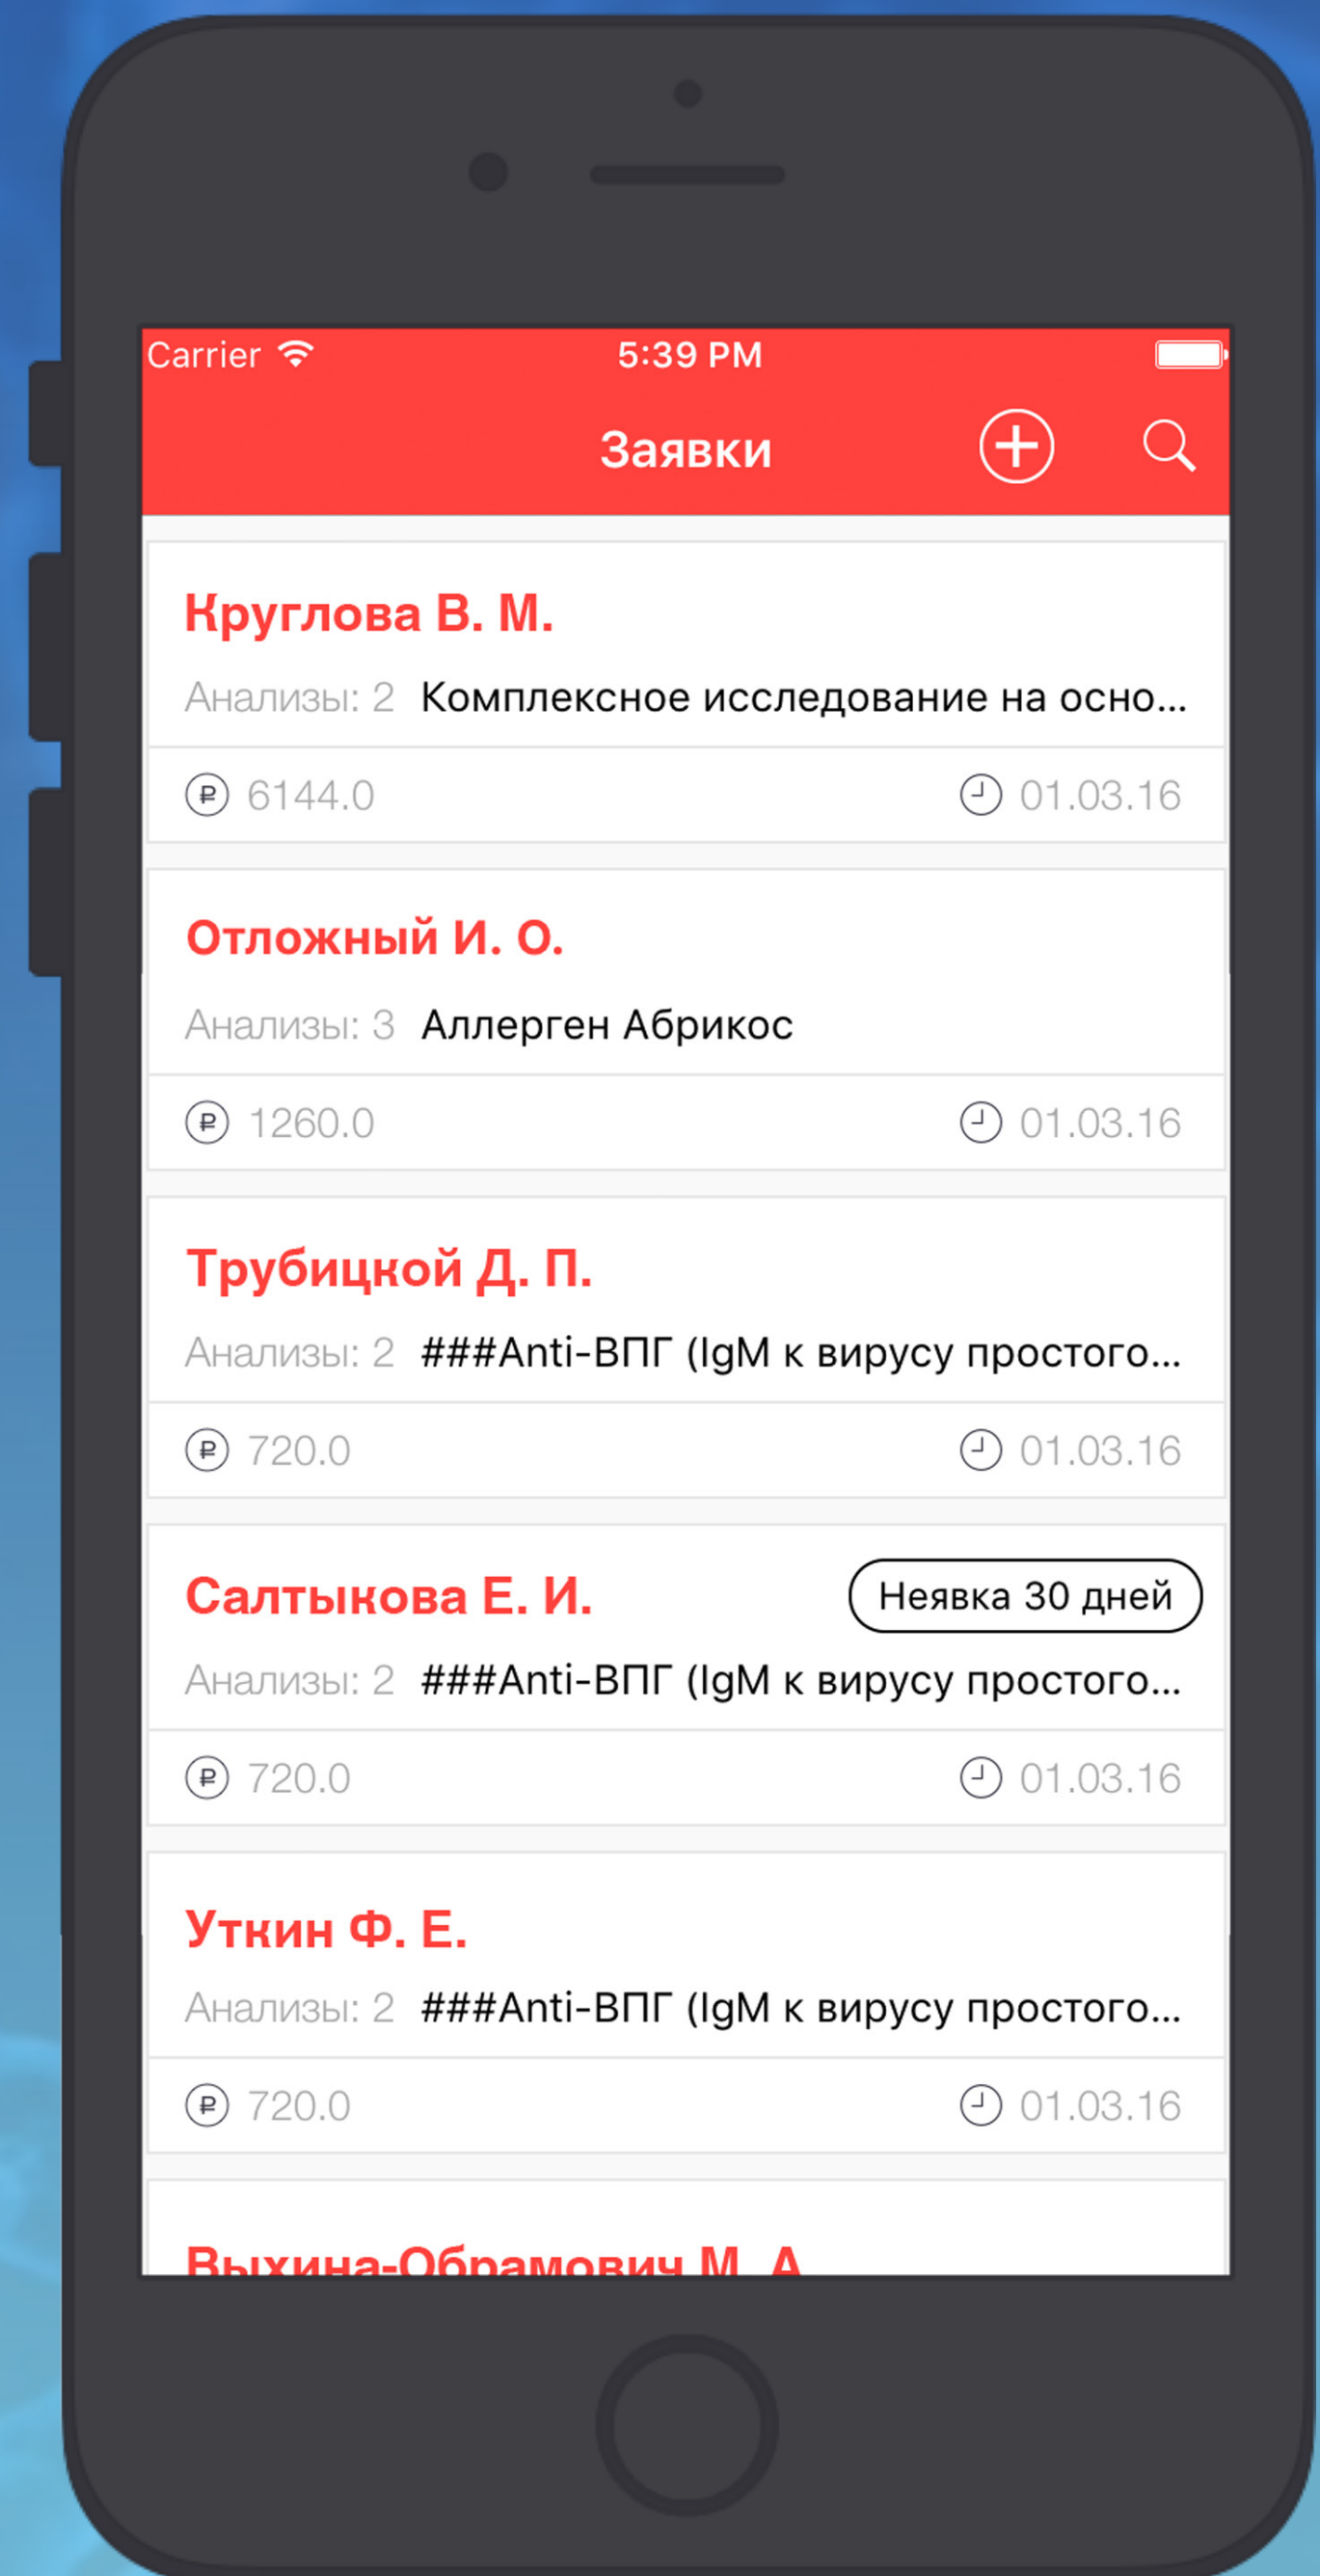 Carrier 5:39 PM
Заявки
Круглова В. М.
Анализы: 2 Комплексное исследование на осно...
₽ 6144.0 01.03.16
Отложный И. О.
Анализы: 3 Аллерген Абрикос
₽ 1260.0 01.03.16
Трубицкой Д. П.
Анализы: 2 ###Anti-ВПГ (IgM к вирусу простого...
₽ 720.0 01.03.16
Салтыкова Е. И. Неявка 30 дней
Анализы: 2 ###Anti-ВПГ (IgM к вирусу простого...
₽ 720.0 01.03.16
Уткин Ф. Е.
Анализы: 2 ###Anti-ВПГ (IgM к вирусу простого...
₽ 720.0 01.03.16
Выхина-Обрамович М. А.